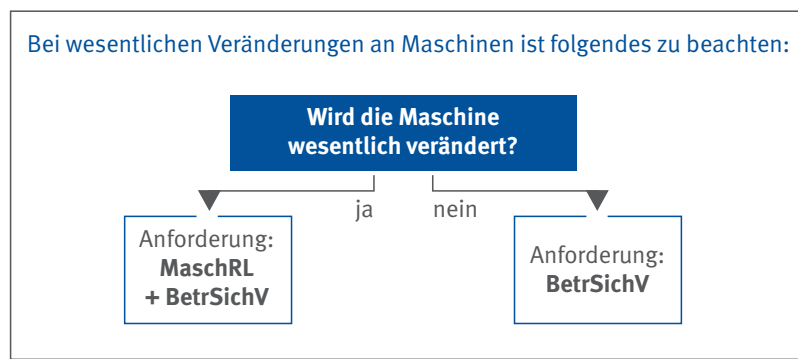 Bei wesentlichen Veränderungen an Maschinen ist folgendes zu beachten:
Wird die Maschine
wesentlich verändert?
ja
nein
Anforderung:
MaschRL
+ BetrSichV
Anforderung:
BetrSichV